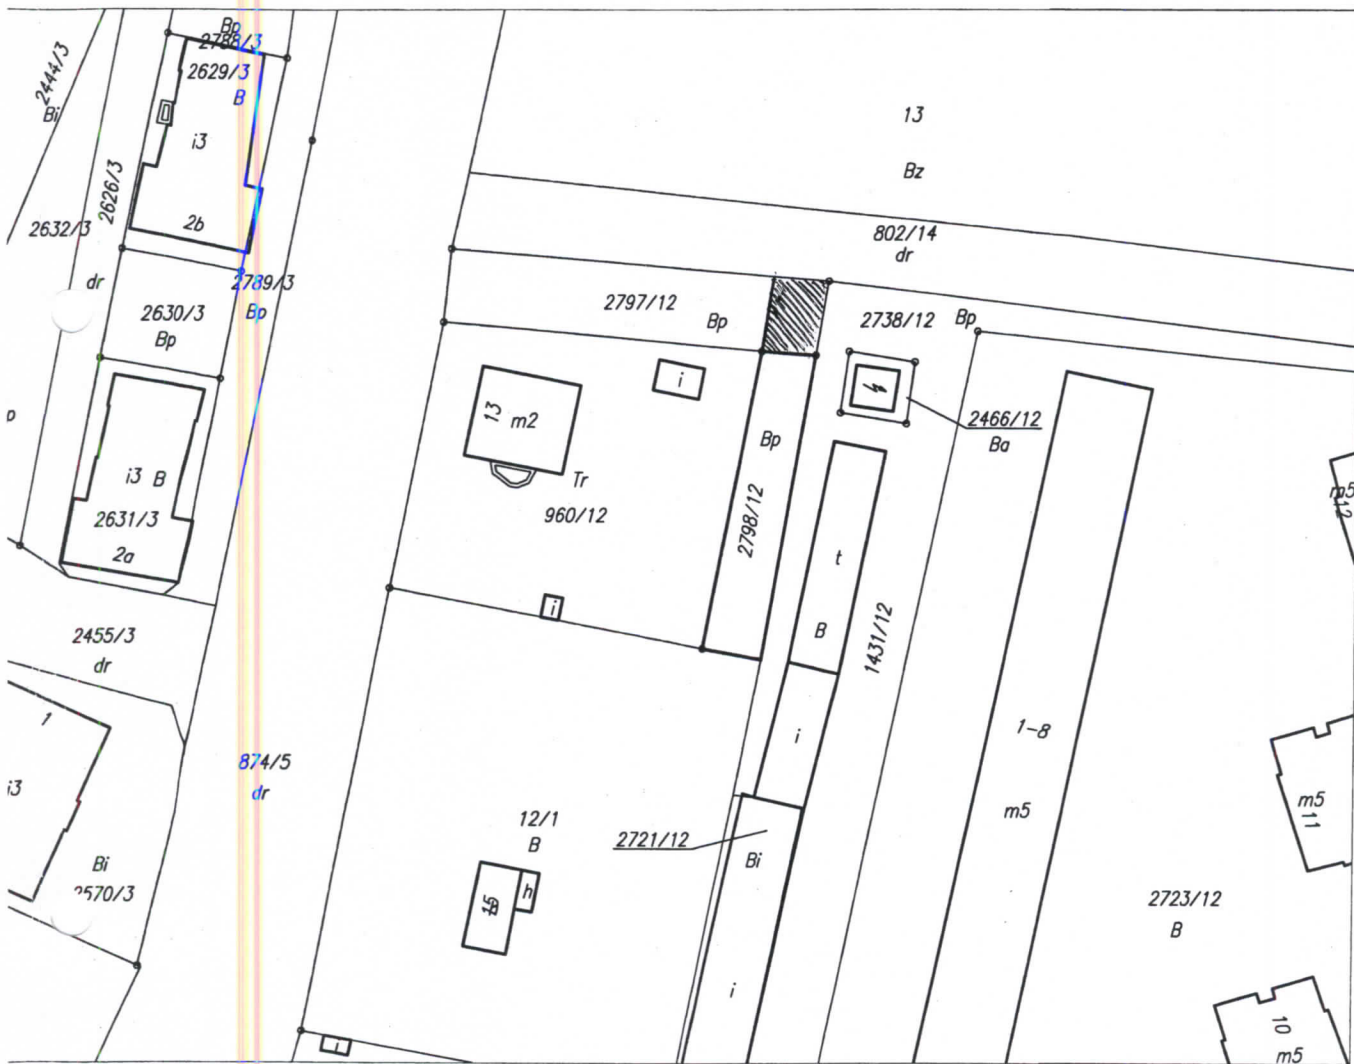 Bp
2788/3
2629/3
B
i3
2b
2444/3
Bi
2626/3
2632/3
dr
2789/3
Bp
2630/3
Bp
i3 B
2631/3
2a
p
2455/3
dr
1
i3
Bi
2570/3
874/5
dr
13
Bz
802/14
dr
2797/12
Bp
2738/12
Bp
i
13
m2
Tr
960/12
i
Bp
2798/12
2466/12
Ba
t
B
1431/12
i
12/1
B
2721/12
Bi
i
h
i
1-8
m5
m5
12
m5
11
2723/12
B
10
m5